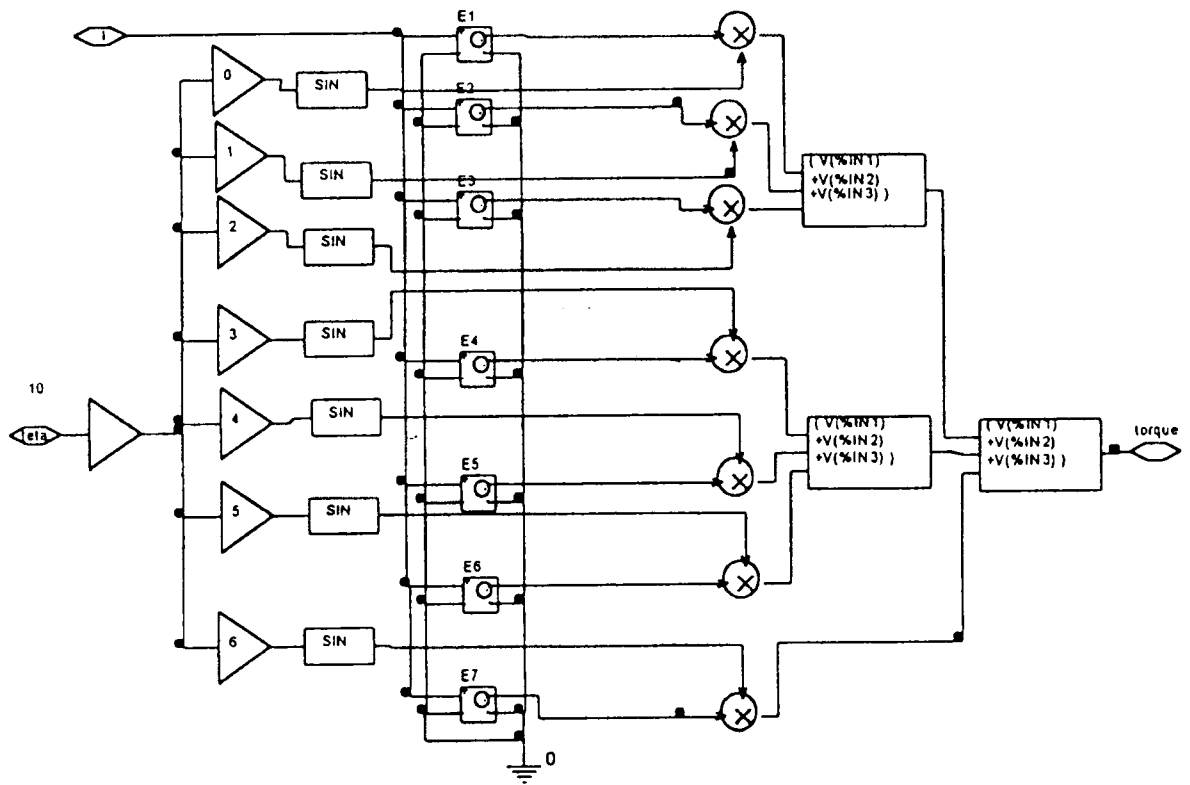 i
E1
0
SIN
E2
1
SIN
E3
2
SIN
( V(%IN1)
+V(%IN2)
+V(%IN3) )
3
SIN
E4
10
eta
4
SIN
( V(%IN1)
+V(%IN2)
+V(%IN3) )
( V(%IN1)
+V(%IN2)
+V(%IN3) )
torque
E5
5
SIN
E6
6
SIN
E7
0